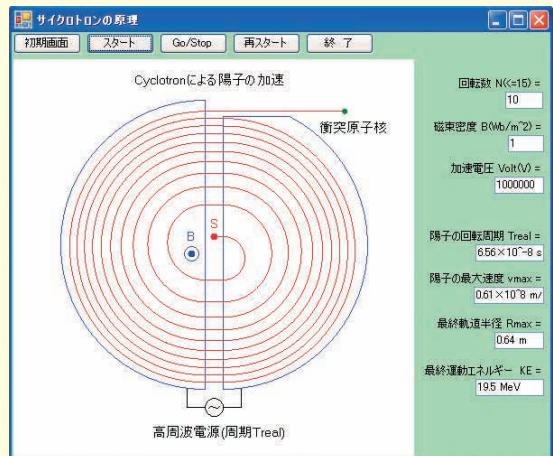 サイクロトロンの原理
初期画面 スタート Go/Stop 再スタート 終 了
Cyclotronによる陽子の加速
衝突原子核
S
B
高周波電源(周期Treal)
回転数 N(<=15) =
10
磁束密度 B(Wb/m^2) =
1
加速電圧 Volt(V) =
1000000
陽子の回転周期 Treal =
6.56×10^-8 s
陽子の最大速度 vmax =
0.61×10^8 m/
最終軌道半径 Rmax =
0.64 m
最終運動エネルギー KE =
19.5 MeV